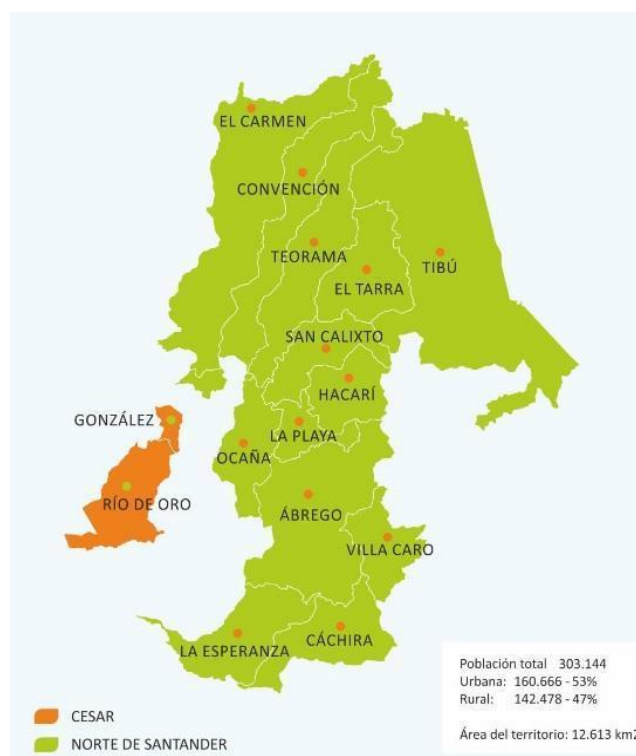 EL CARMEN
CONVENCIÓN
TEORAMA
TIBÚ
EL TARRA
SAN CALIXTO
HACARÍ
GONZÁLEZ
LA PLAYA
OCAÑA
RÍO DE ORO
ÁBREGO
VILLA CARO
CÁCHIRA
LA ESPERANZA
Población total 303.144
Urbana: 160.666 - 53%
Rural: 142.478 - 47%
Área del territorio: 12.613 km2
CESAR
NORTE DE SANTANDER